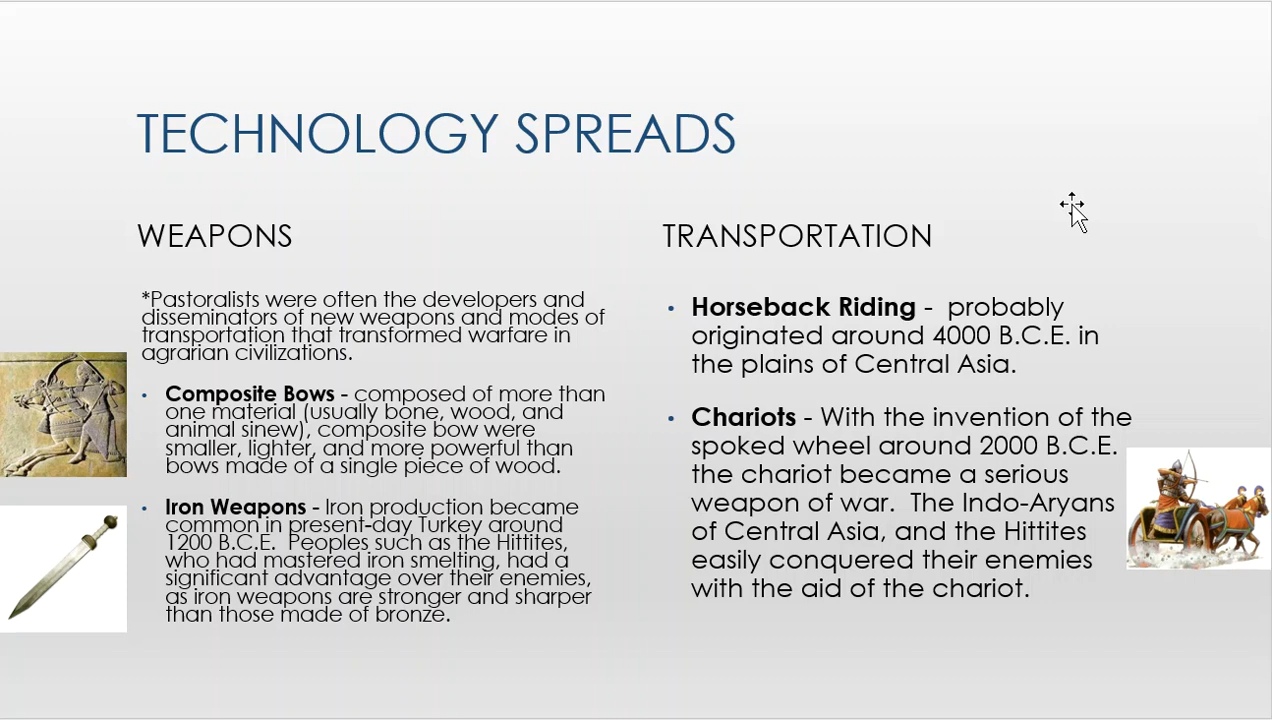 TECHNOLOGY SPREADS
WEAPONS
*Pastoralists were often the developers and
disseminators of new weapons and modes of
transportation that transformed warfare in
agrarian civilizations.
• Composite Bows - composed of more than
one material (usually bone, wood, and
animal sinew), composite bow were
smaller, lighter, and more powerful than
bows made of a single piece of wood.
• Iron Weapons - Iron production became
common in present-day Turkey around
1200 B.C.E. Peoples such as the Hittites,
who had mastered iron smelting, had a
significant advantage over their enemies,
as iron weapons are stronger and sharper
than those made of bronze.
TRANSPORTATION
• Horseback Riding - probably
originated around 4000 B.C.E. in
the plains of Central Asia.
• Chariots - With the invention of the
spoked wheel around 2000 B.C.E.
the chariot became a serious
weapon of war. The Indo-Aryans
of Central Asia, and the Hittites
easily conquered their enemies
with the aid of the chariot.